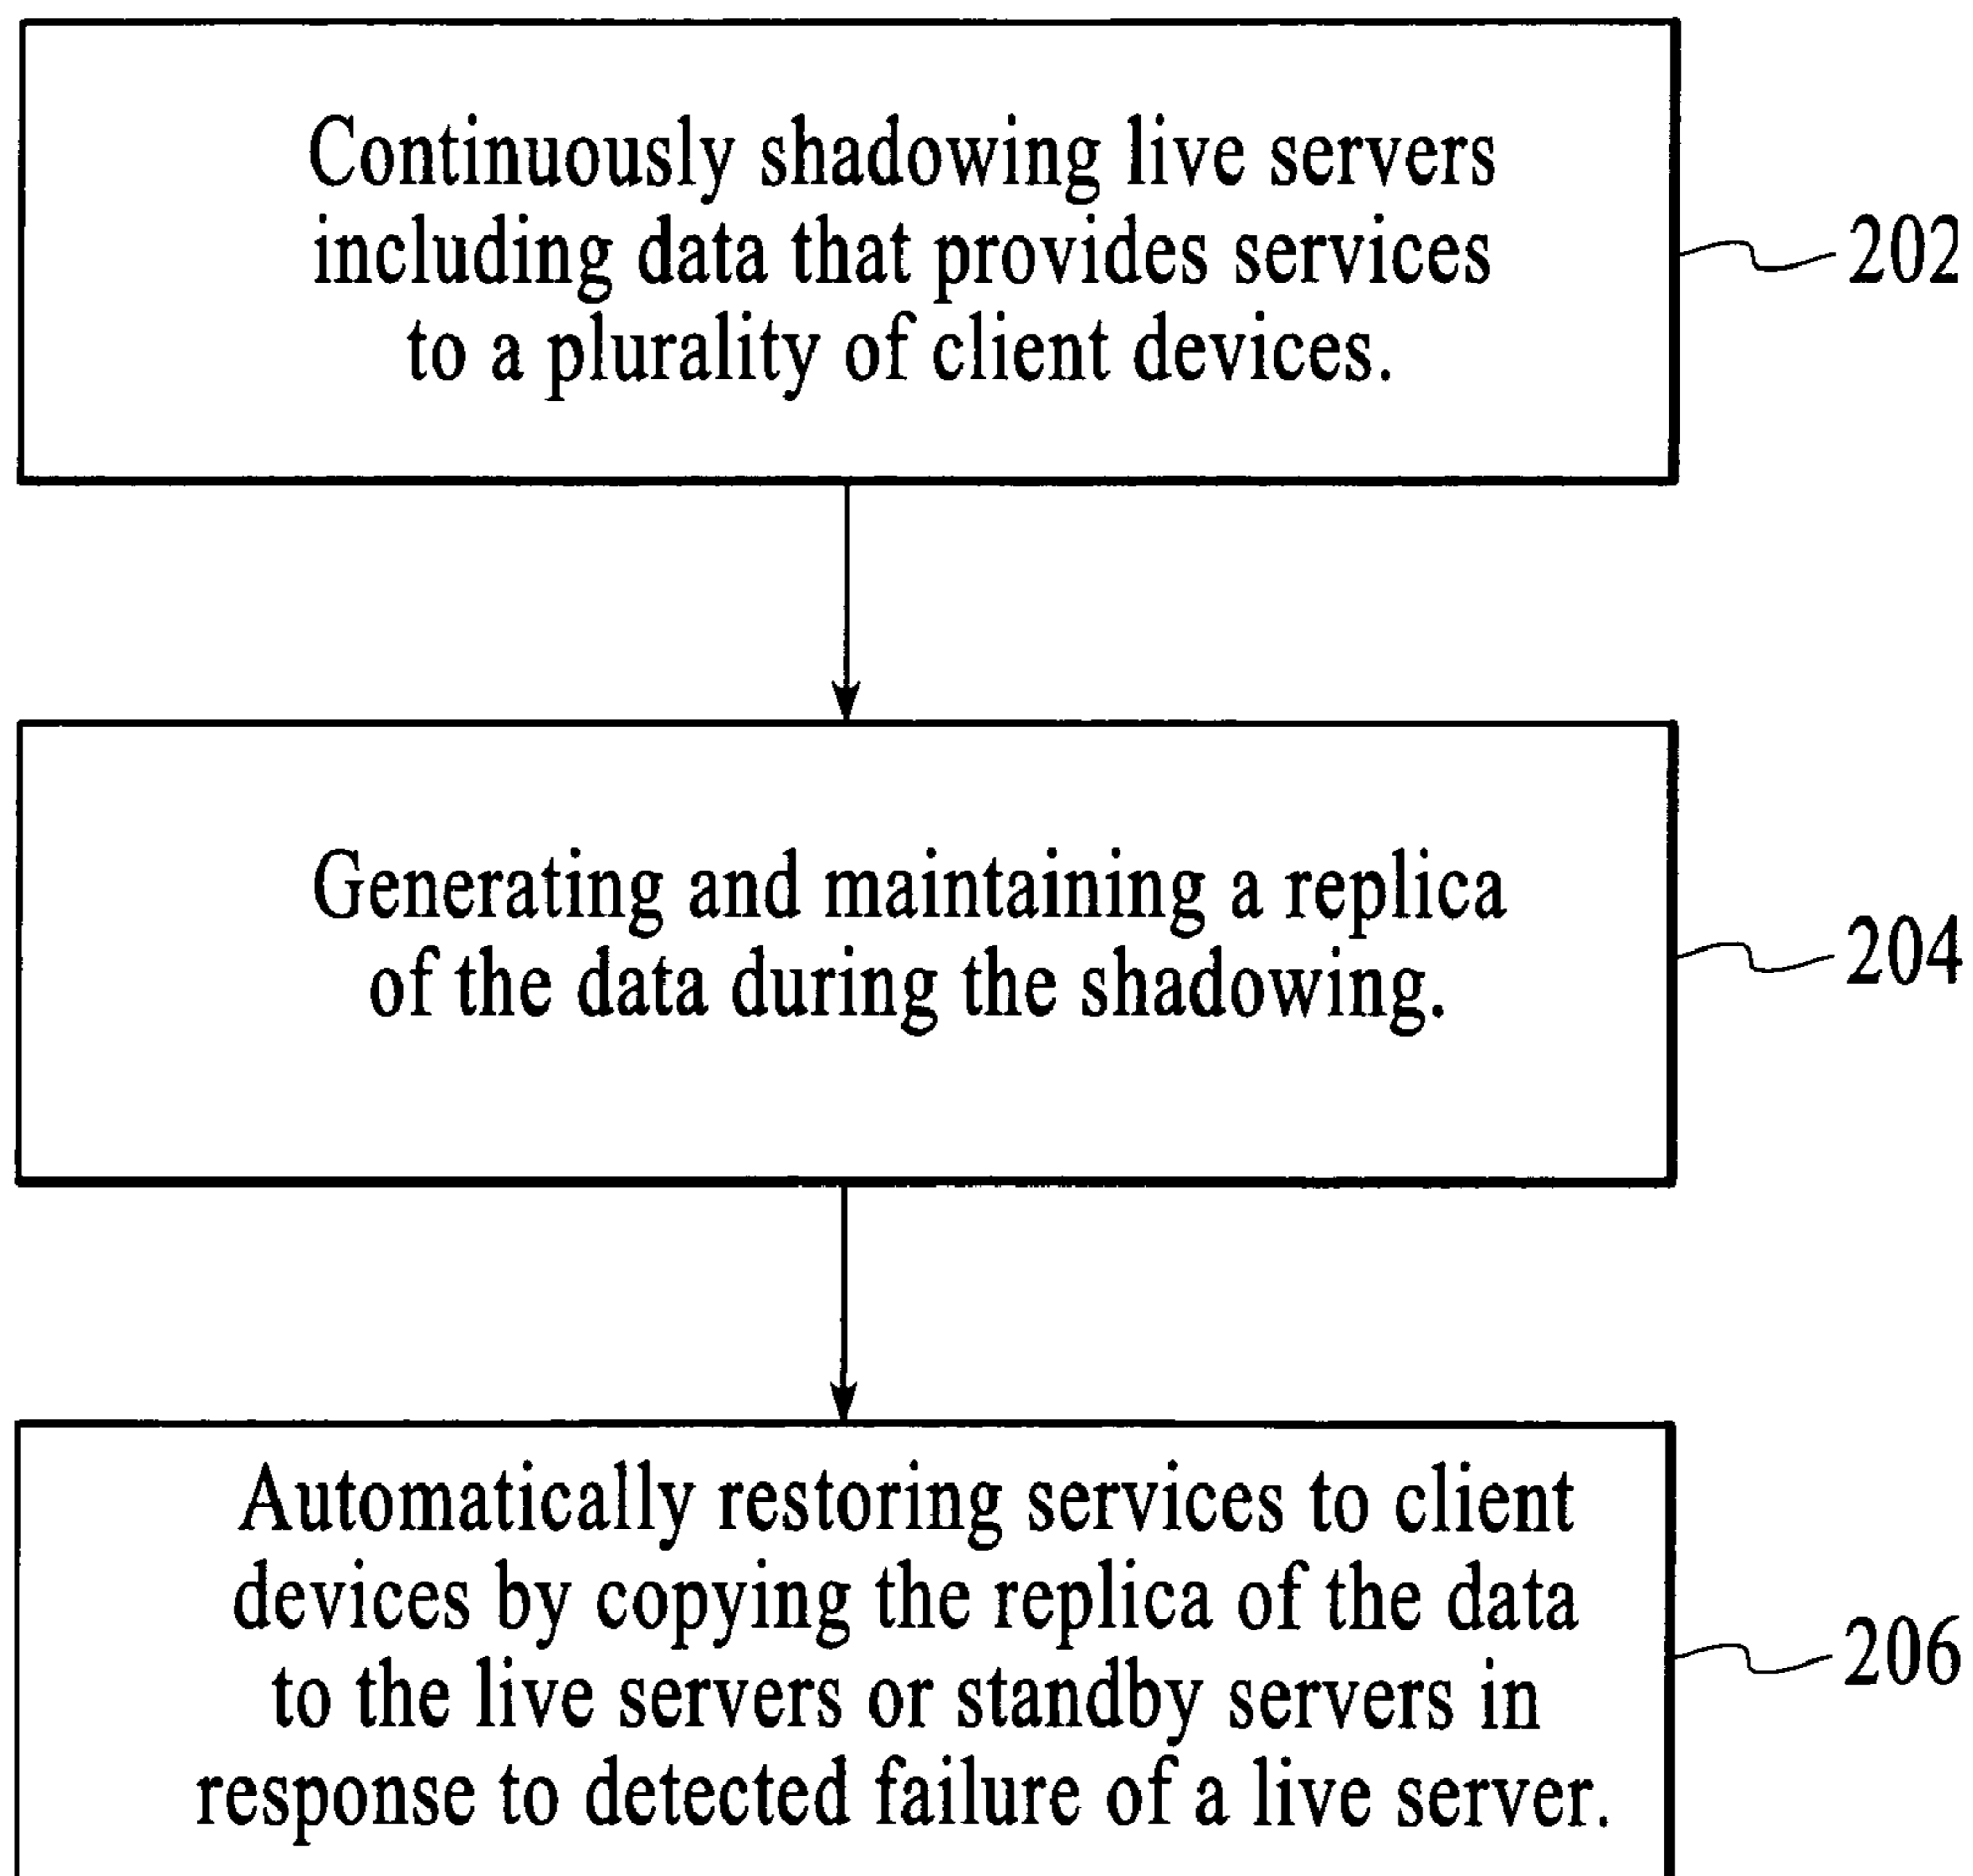 Continuously shadowing live servers
including data that provides services
to a plurality of client devices.
202
Generating and maintaining a replica
of the data during the shadowing.
204
Automatically restoring services to client
devices by copying the replica of the data
to the live servers or standby servers in
response to detected failure of a live server.
206